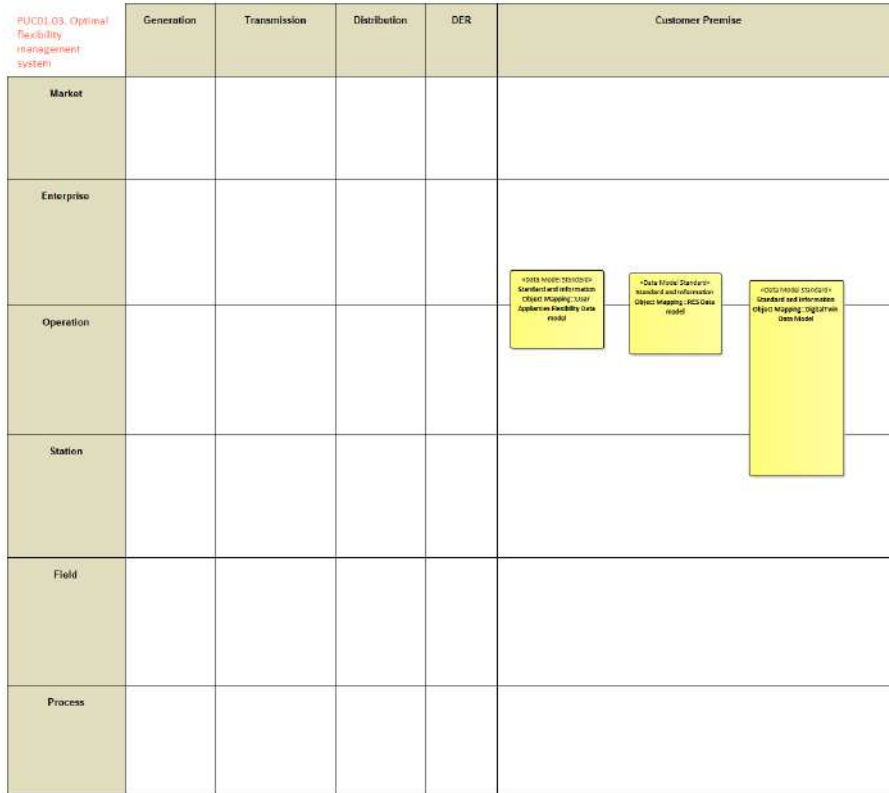 PUC01.03. Optimal
flexibility
management
system
Generation
Transmission
Distribution
DER
Customer Premise
Market
Enterprise
«Data Model Standard»
Standard and Information
Object Mapping::User
Appliances Flexibility Data
model
«Data Model Standard»
Standard and Information
Object Mapping::RES Data
model
«Data Model Standard»
Standard and Information
Object Mapping::DigitalTwin
Data Model
Operation
Station
Field
Process